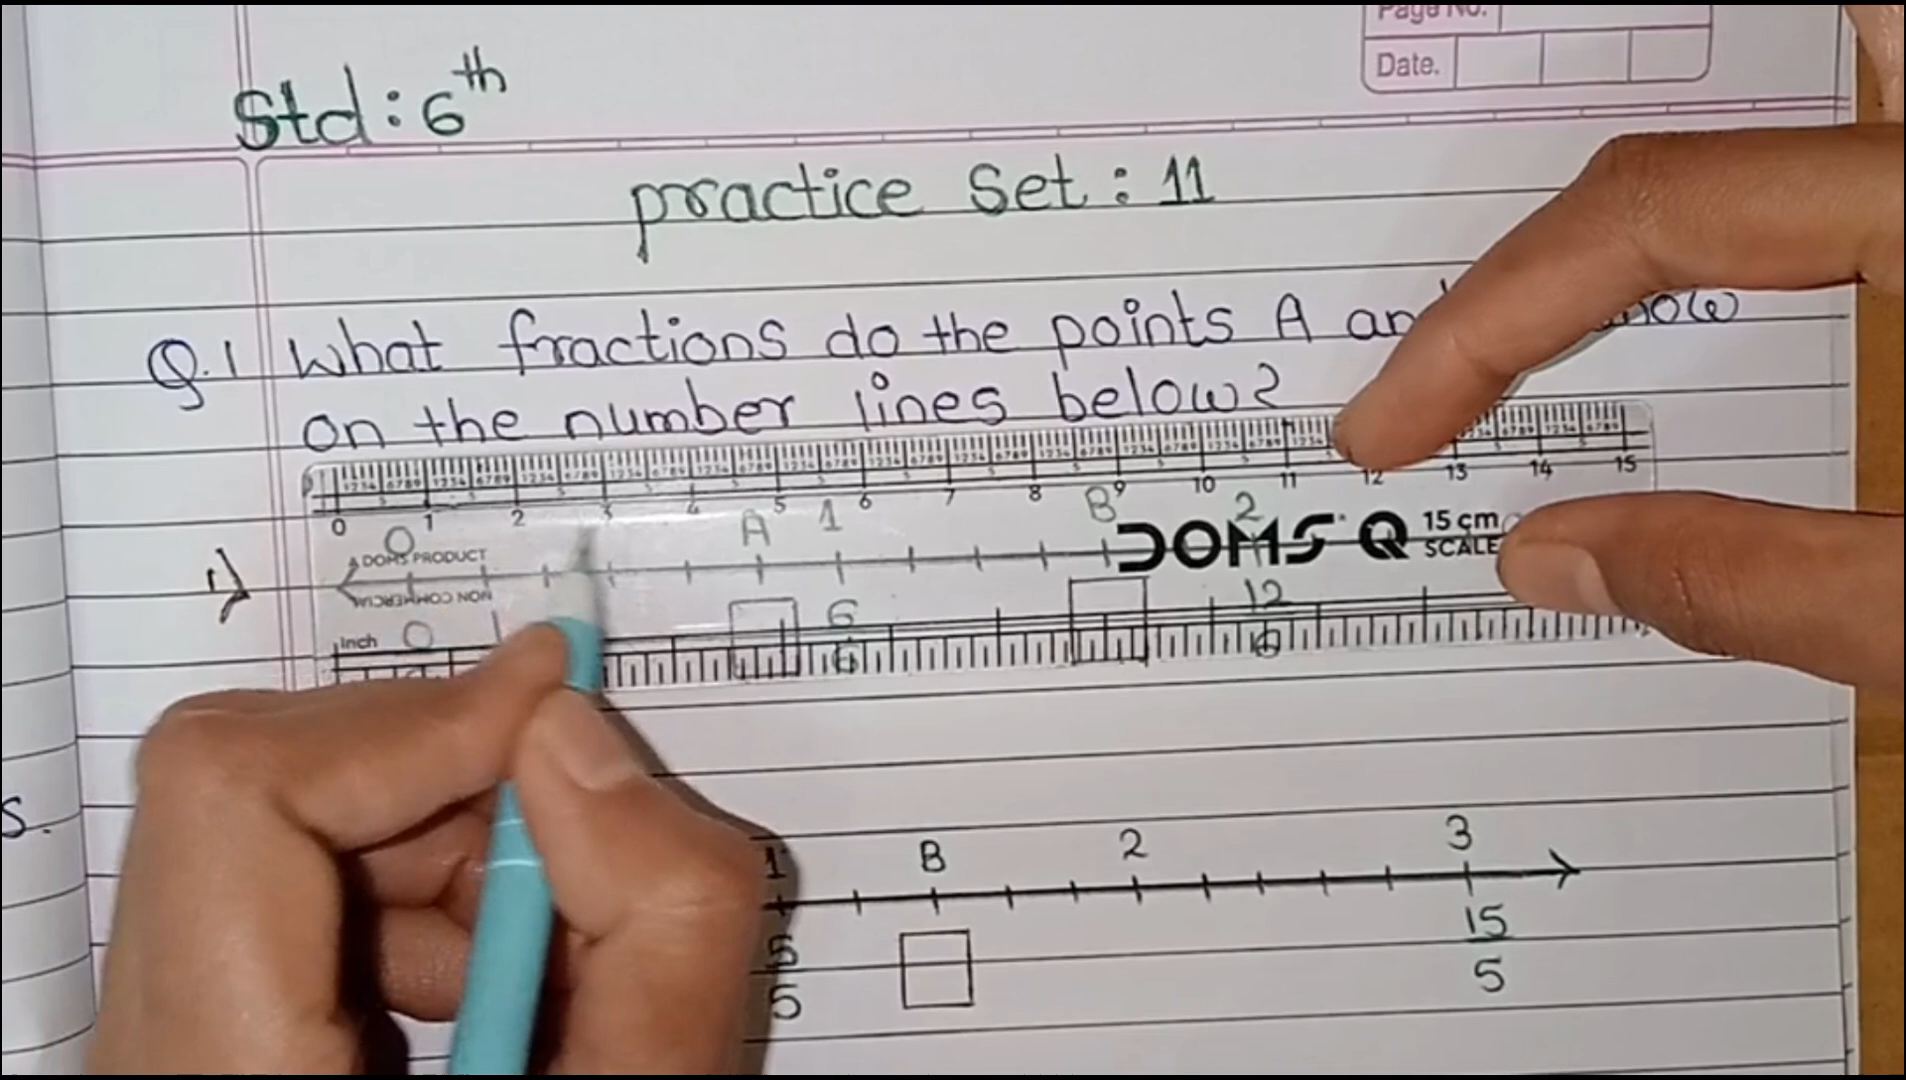 Page No.
Date.
Std: 6th
practice Set: 11
Q.1 What fractions do the points A an now
on the number lines below?
0 1 2 3 4 5 6 7 8 9 10 11 12 13 14 15
0 A 1 B 2
A DOMS PRODUCT
DOMS Q 15 cm SCALE
NON COMMERCIAL
1)
Inch
0 6 12
6 6
s.
1 B 2 3
5 15
5 5